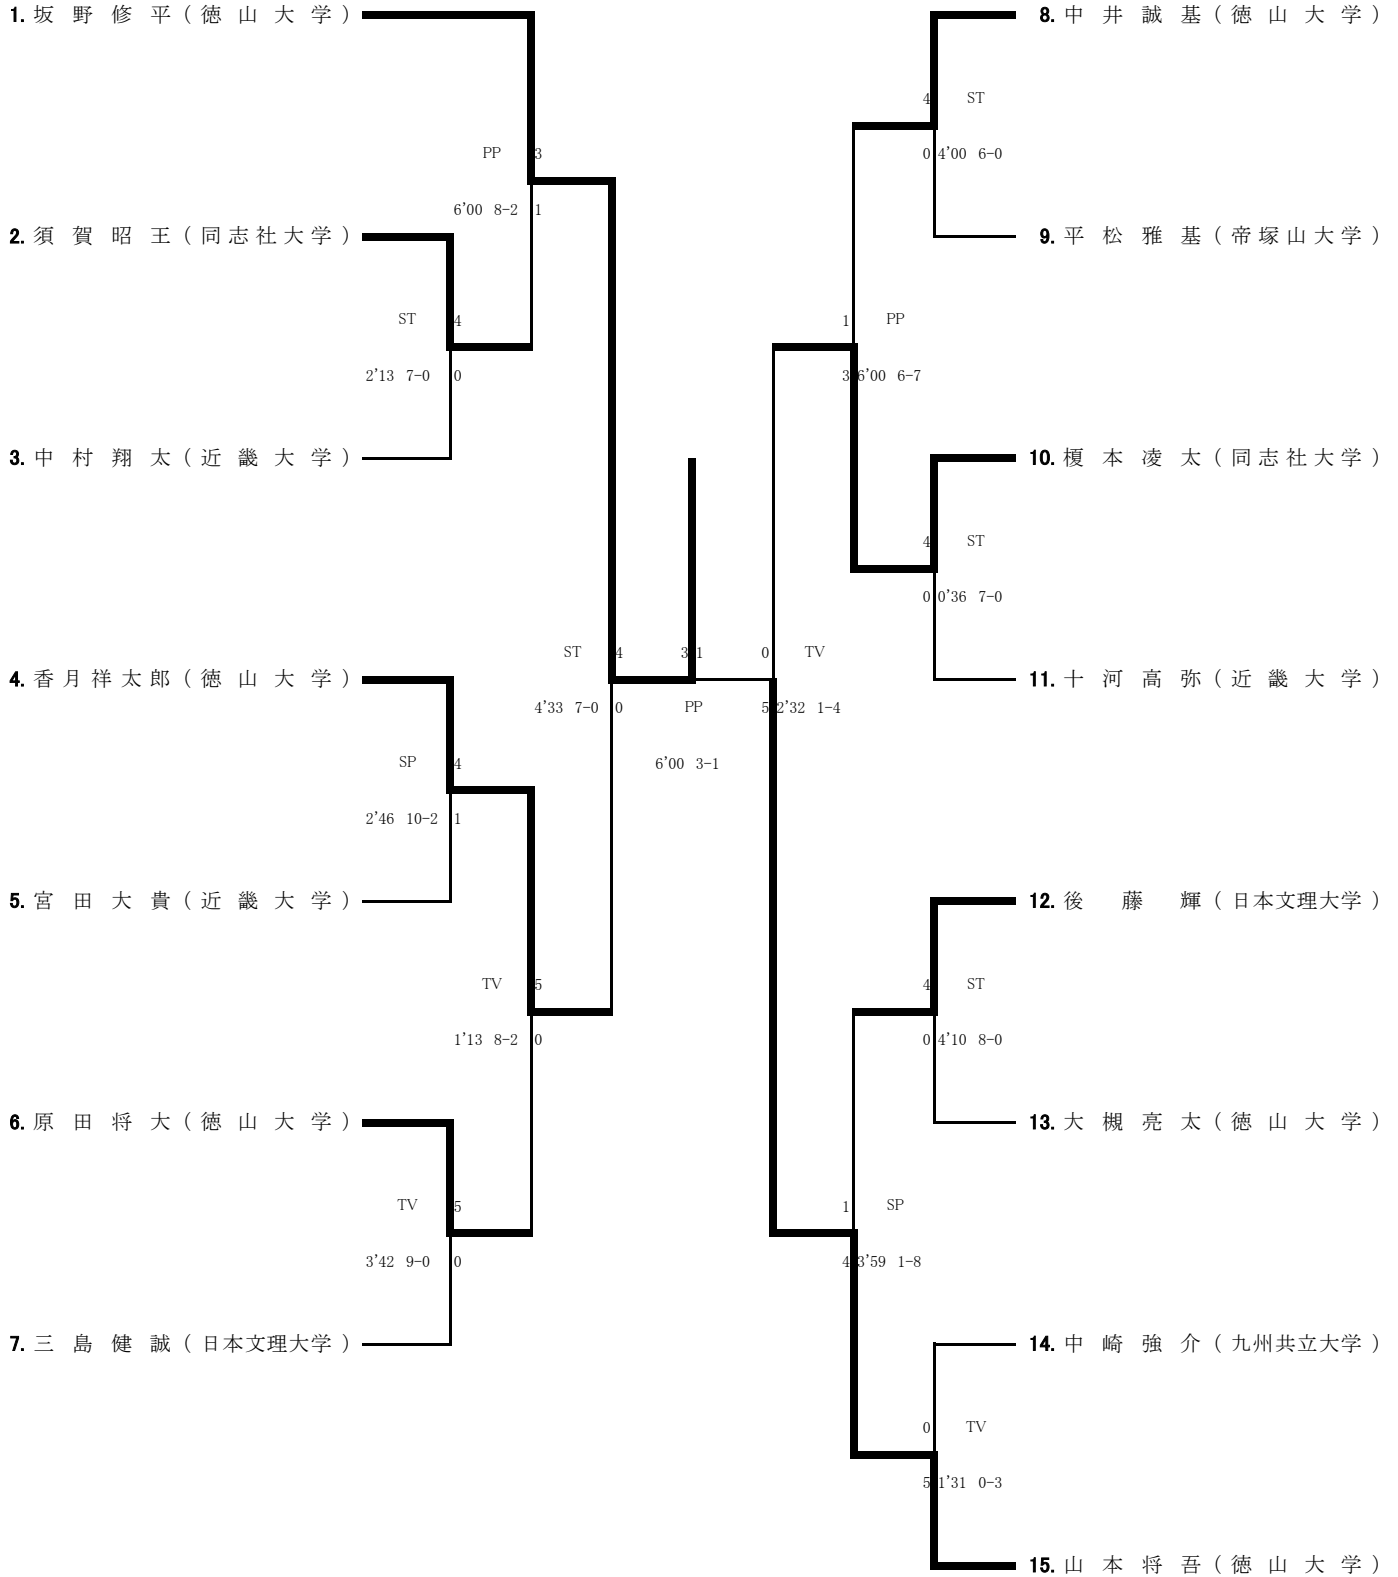 1. 坂野修平（徳山大学）
PP 3
6'00 8-2 1
2. 須賀昭王（同志社大学）
ST 4
2'13 7-0 0
3. 中村翔太（近畿大学）
ST 4
4'33 7-0 0
4. 香月祥太郎（徳山大学）
SP 4
2'46 10-2 1
5. 宮田大貴（近畿大学）
TV 5
1'13 8-2 0
6. 原田将大（徳山大学）
TV 5
3'42 9-0 0
7. 三島健誠（日本文理大学）
3 1
PP
6'00 3-1
8. 中井誠基（徳山大学）
4 ST
0 4'00 6-0
9. 平松雅基（帝塚山大学）
1 PP
3 6'00 6-7
10. 榎本凌太（同志社大学）
4 ST
0 0'36 7-0
11. 十河高弥（近畿大学）
0 TV
5 2'32 1-4
12. 後藤輝（日本文理大学）
4 ST
0 4'10 8-0
13. 大槻亮太（徳山大学）
1 SP
4 3'59 1-8
14. 中崎強介（九州共立大学）
0 TV
5 1'31 0-3
15. 山本将吾（徳山大学）